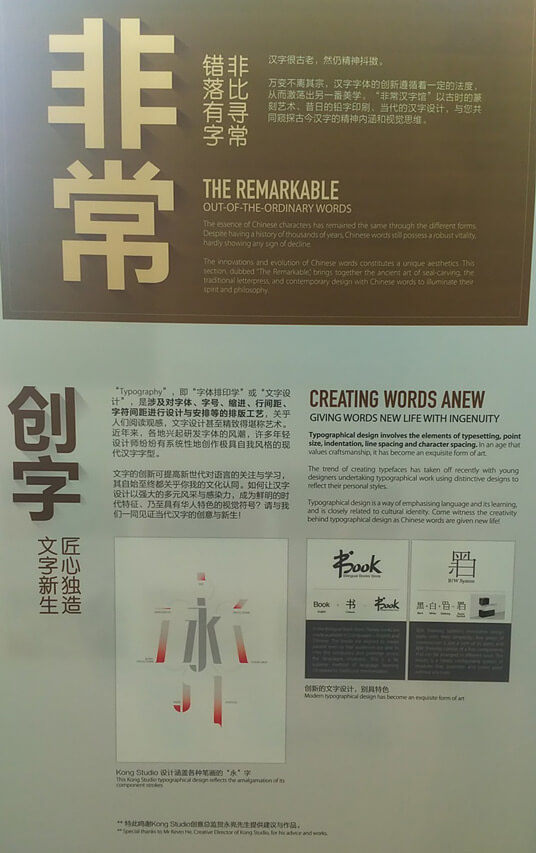 非常
非比寻常
错落有字
汉字很古老，然仍精神抖擞。
万变不离其宗，汉字字体的创新遵循着一定的法度，
从而激荡出另一番美学。“非常汉字馆”以古时的篆
刻艺术、昔日的铅字印刷、当代的汉字设计，与您共
同窥探古今汉字的精神内涵和视觉思维。
THE REMARKABLE
OUT-OF-THE-ORDINARY WORDS
The essence of Chinese characters has remained the same through the different forms.
Despite having a history of thousands of years, Chinese words still possess a robust vitality,
hardly showing any sign of decline.
The innovations and evolution of Chinese words constitutes a unique aesthetics. This
section, dubbed “The Remarkable”, brings together the ancient art of seal-carving, the
traditional letterpress, and contemporary design with Chinese words to illuminate their
spirit and philosophy.
创字
匠心独造
文字新生
“Typography”，即“字体排印学”或“文字设
计”，是涉及对字体、字号、缩进、行间距、
字符间距进行设计与安排等的排版工艺，关乎
人们阅读观感，文字设计甚至精致得堪称艺术。
近年来，各地兴起研发字体的风潮，许多年轻
设计师纷纷有系统性地创作极具自我风格的现
代汉字字型。
文字的创新可提高新世代对语言的关注与学习，
其自始至终都关乎你我的文化认同。如何让汉字
设计以强大的多元风采与感染力，成为鲜明的时
代特征、乃至具有华人特色的视觉符号？请与我
们一同见证当代汉字的创意与新生！
CREATING WORDS ANEW
GIVING WORDS NEW LIFE WITH INGENUITY
Typographical design involves the elements of typesetting, point
size, indentation, line spacing and character spacing. In an age that
values craftsmanship, it has become an exquisite form of art.
The trend of creating typefaces has taken off recently with young
designers undertaking typographical work using distinctive designs to
reflect their personal styles.
Typographical design is a way of emphasising language and its learning,
and is closely related to cultural identity. Come witness the creativity
behind typographical design as Chinese words are given new life!
永
书Book
Bilingual Books Store
Book + 书 → 书Book
黑白
B/W System
黑 + 白
创新的文字设计，别具特色
Modern typographical design has become an exquisite form of art
Kong Studio 设计涵盖各种笔画的“永”字
This Kong Studio typographical design reflects the amalgamation of its
component strokes
** 特此鸣谢Kong Studio创意总监贺永亮先生提供建议与作品。
** Special thanks to Mr Kevin He, Creative Director of Kong Studio, for his advice and works.